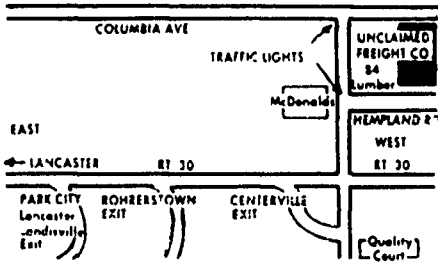 COLUMBIA AVE
UNCLAIMED
FREIGHT CO
84
Lumber
TRAFFIC LIGHTS
McDonalds
HEMPLAND R
EAST
WEST
LANCASTER
RT 30
RT 30
PARK CITY
Lancaster
Landisville
Exit
ROHRERSTOWN
EXIT
CENTERVILLE
EXIT
Quality
Court